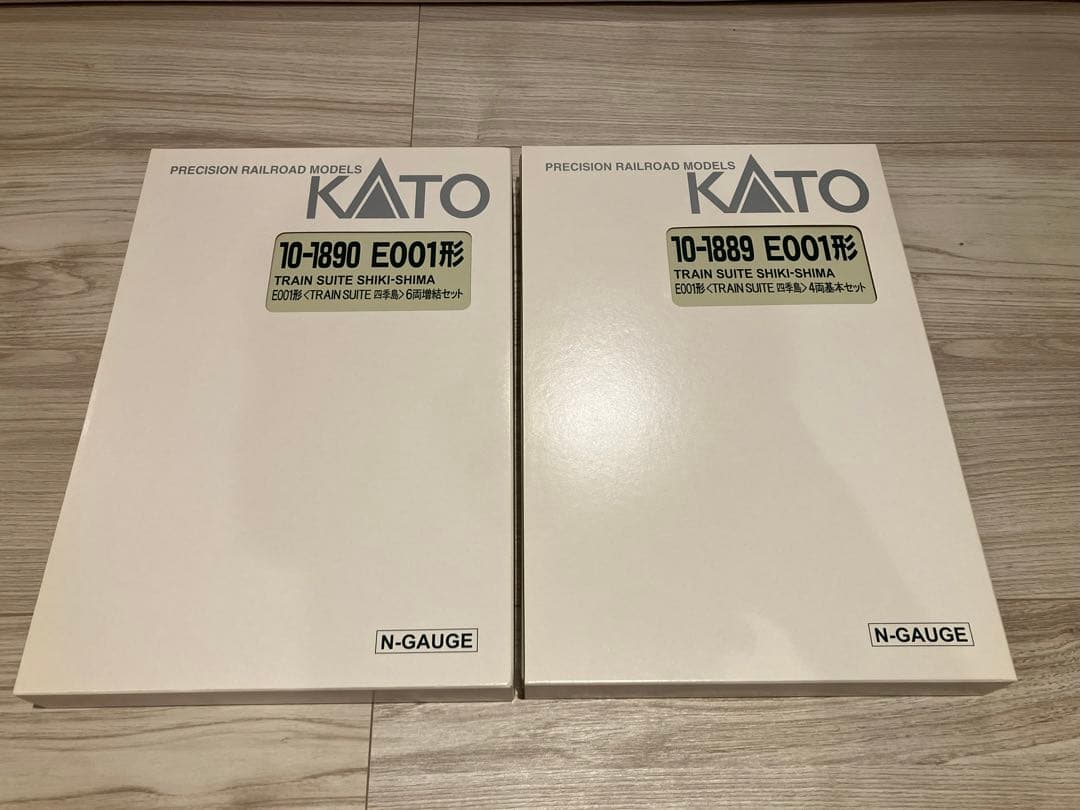 PRECISION RAILROAD MODELS
KATO
10-1890 E001形
TRAIN SUITE SHIKI-SHIMA
E001形〈TRAIN SUITE 四季島〉6両増結セット
N-GAUGE
PRECISION RAILROAD MODELS
KATO
10-1889 E001形
TRAIN SUITE SHIKI-SHIMA
E001形〈TRAIN SUITE 四季島〉4両基本セット
N-GAUGE